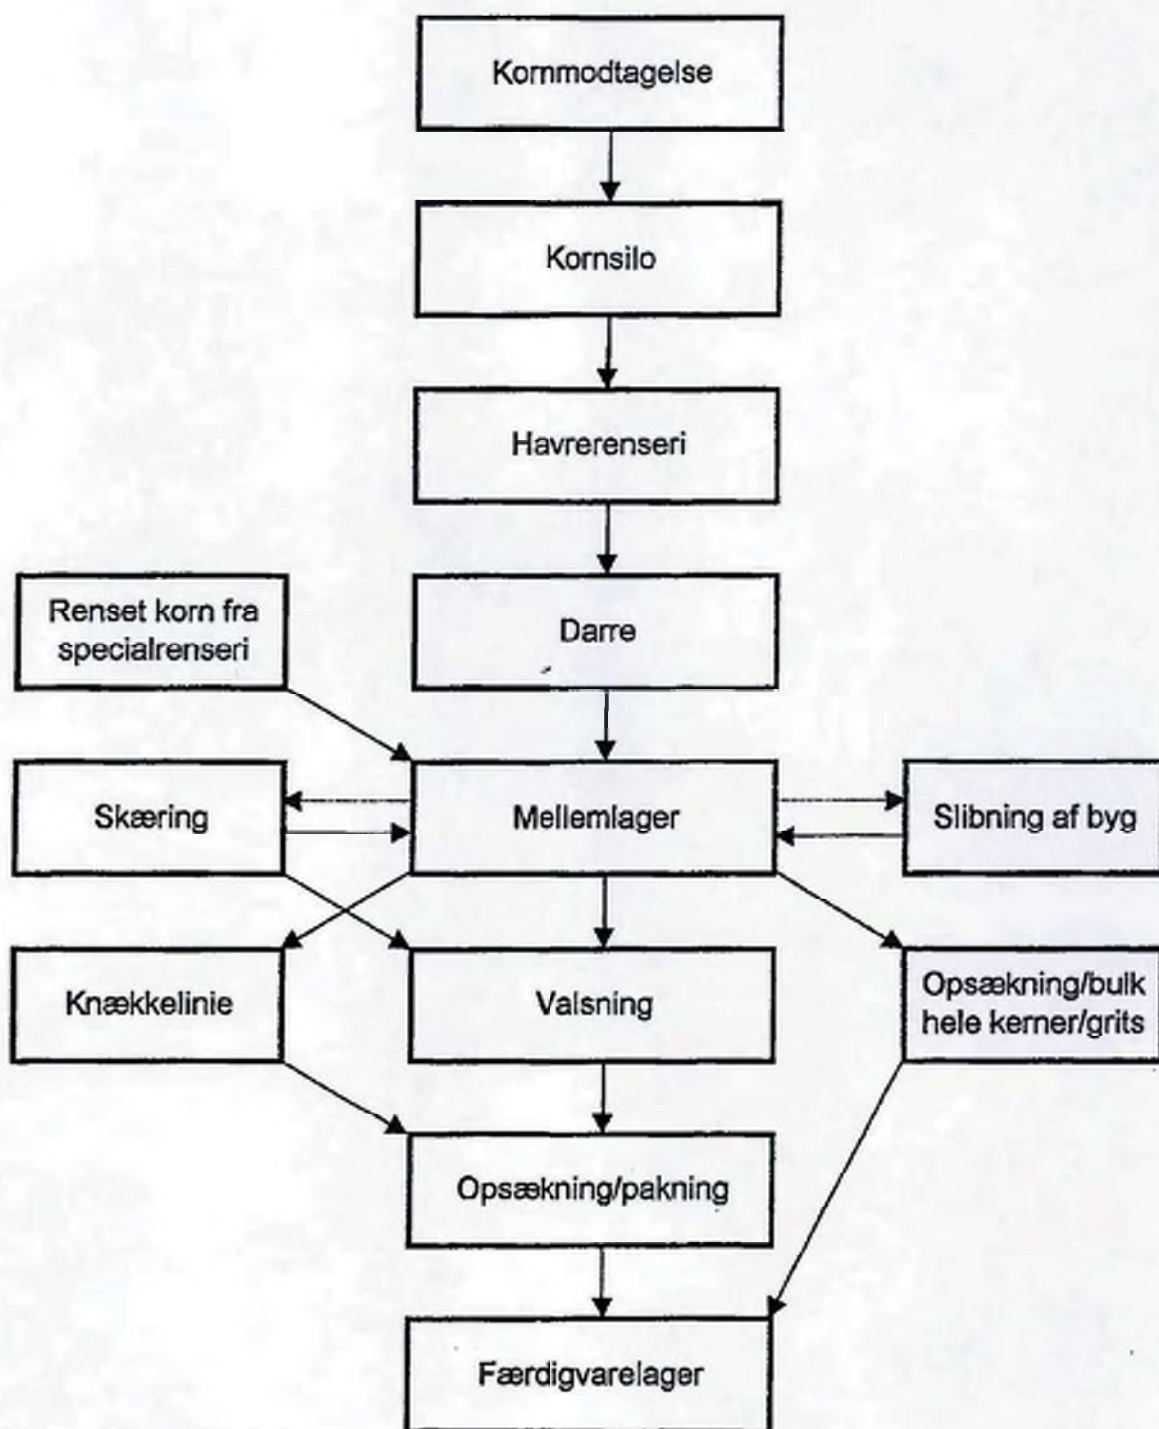 Kornmodtagelse
Kornsilo
Havrerenseri
Renset korn fra
specialrenseri
Darre
Skæring
Mellemlager
Slibning af byg
Knækkelinie
Valsning
Opsækning/bulk
hele kerner/grits
Opsækning/pakning
Færdigvarelager